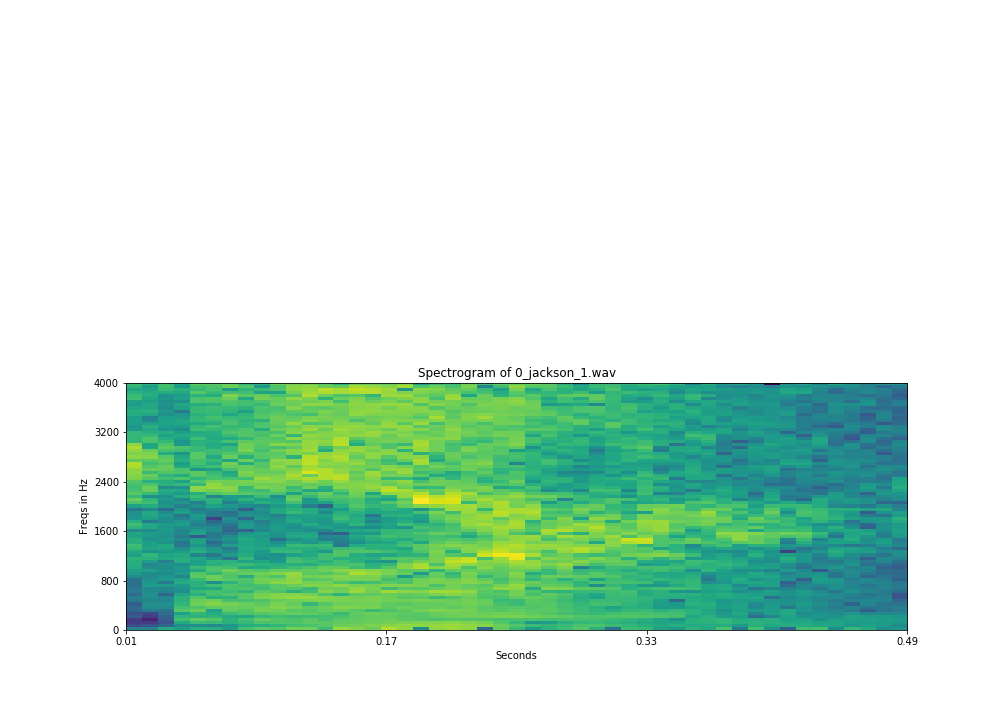 Spectrogram of 0_jackson_1.wav
4000
3200
2400
1600
800
0
Freqs in Hz
0.01 0.17 0.33 0.49
Seconds